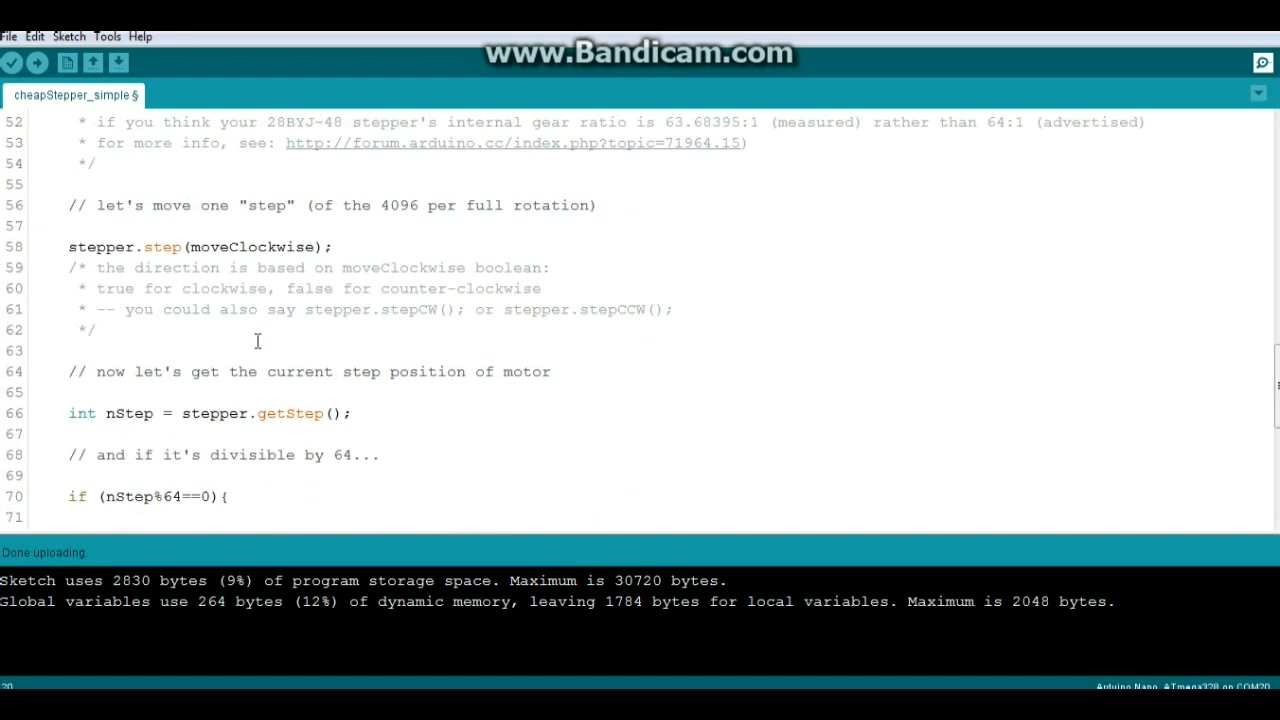 www.Bandicam.com
File Edit Sketch Tools Help
cheapStepper_simple §
52 * if you think your 28BYJ-48 stepper's internal gear ratio is 63.68395:1 (measured) rather than 64:1 (advertised)
53 * for more info, see: http://forum.arduino.cc/index.php?topic=71964.15)
54 */
55
56 // let's move one "step" (of the 4096 per full rotation)
57
58 stepper.step(moveClockwise);
59 /* the direction is based on moveClockwise boolean:
60 * true for clockwise, false for counter-clockwise
61 * -- you could also say stepper.stepCW(); or stepper.stepCCW();
62 */
63
64 // now let's get the current step position of motor
65
66 int nStep = stepper.getStep();
67
68 // and if it's divisible by 64...
69
70 if (nStep%64==0){
71
Done uploading.
Sketch uses 2830 bytes (9%) of program storage space. Maximum is 30720 bytes.
Global variables use 264 bytes (12%) of dynamic memory, leaving 1784 bytes for local variables. Maximum is 2048 bytes.
20 Arduino Nano, ATmega328 on COM20